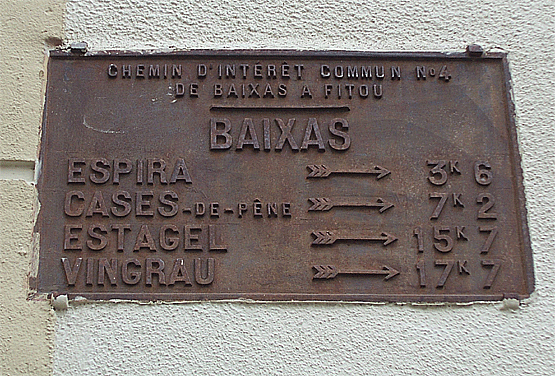 CHEMIN D'INTÉRÊT COMMUN Nº4
DE BAIXAS A FITOU
BAIXAS
ESPIRA 3K 6
CASES-DE-PÊNE 7K 2
ESTAGEL 15K 7
VINGRAU 17K 7